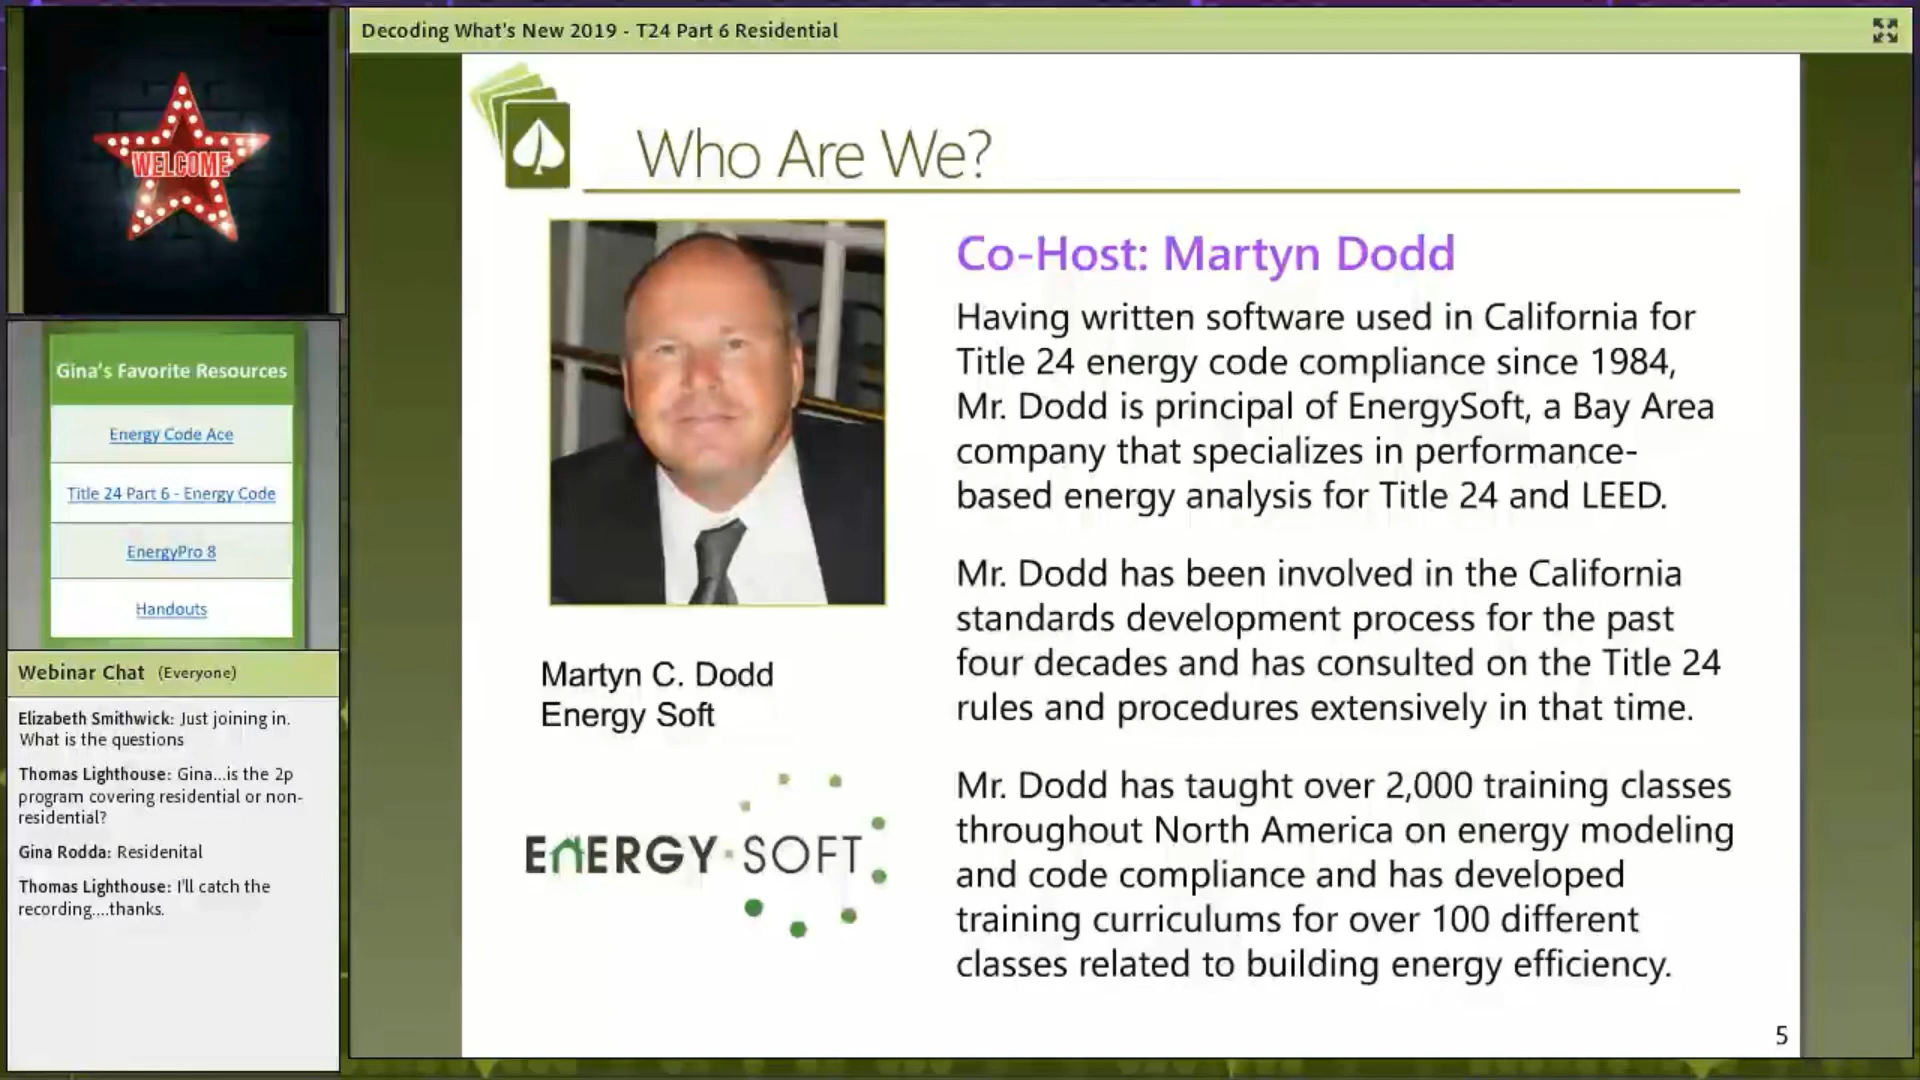 Decoding What's New 2019 - T24 Part 6 Residential
WELCOME
Gina's Favorite Resources
Energy Code Ace
Title 24 Part 6 - Energy Code
EnergyPro 8
Handouts
Webinar Chat (Everyone)
Elizabeth Smithwick: Just joining in.
What is the questions
Thomas Lighthouse: Gina...is the 2p
program covering residential or non-
residential?
Gina Rodda: Residenital
Thomas Lighthouse: I'll catch the
recording....thanks.
Who Are We?
Martyn C. Dodd
Energy Soft
ENERGY SOFT
Co-Host: Martyn Dodd
Having written software used in California for
Title 24 energy code compliance since 1984,
Mr. Dodd is principal of EnergySoft, a Bay Area
company that specializes in performance-
based energy analysis for Title 24 and LEED.
Mr. Dodd has been involved in the California
standards development process for the past
four decades and has consulted on the Title 24
rules and procedures extensively in that time.
Mr. Dodd has taught over 2,000 training classes
throughout North America on energy modeling
and code compliance and has developed
training curriculums for over 100 different
classes related to building energy efficiency.
5